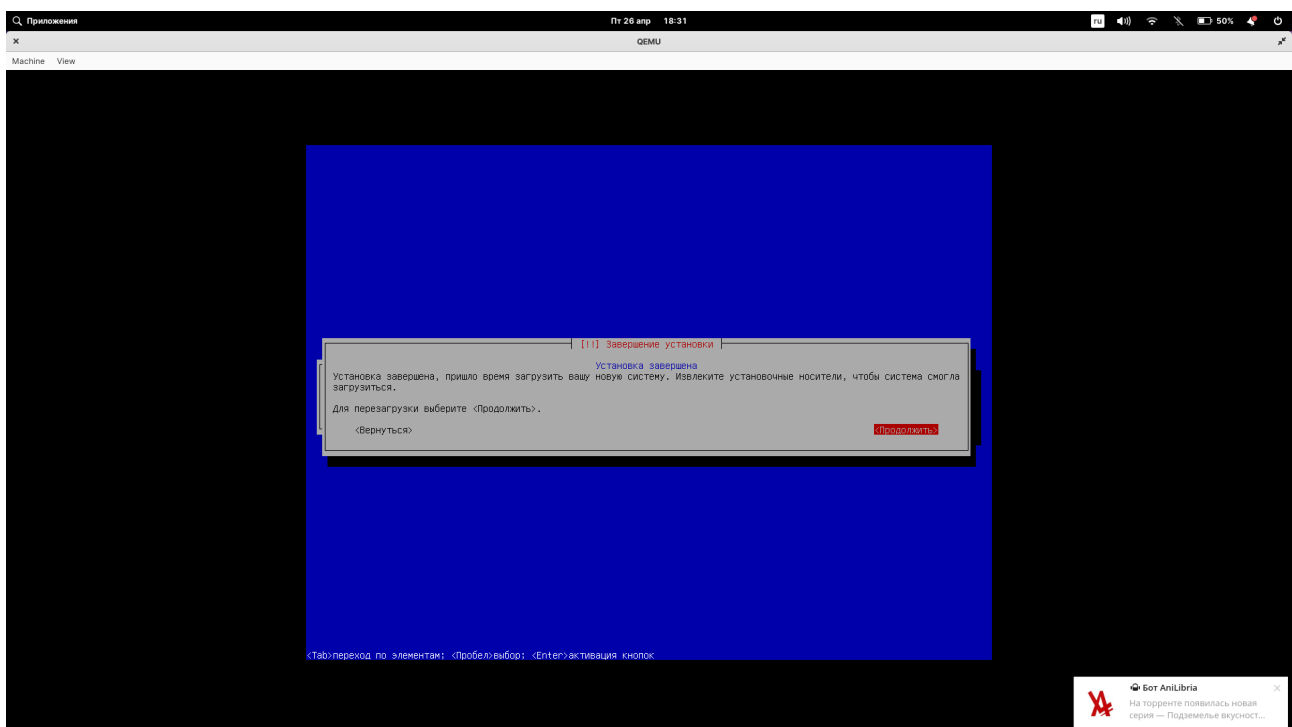 Приложения
Пт 26 апр 18:31
ru
50%
QEMU
Machine View
[!!] Завершение установки
Установка завершена
Установка завершена, пришло время загрузить вашу новую систему. Извлеките установочные носители, чтобы система смогла
загрузиться.
Для перезагрузки выберите <Продолжить>.
<Вернуться> <Продолжить>
<Tab>переход по элементам; <Пробел>выбор; <Enter>активация кнопок
Бот AniLibria
На торренте появилась новая
серия — Подземелье вкусност...